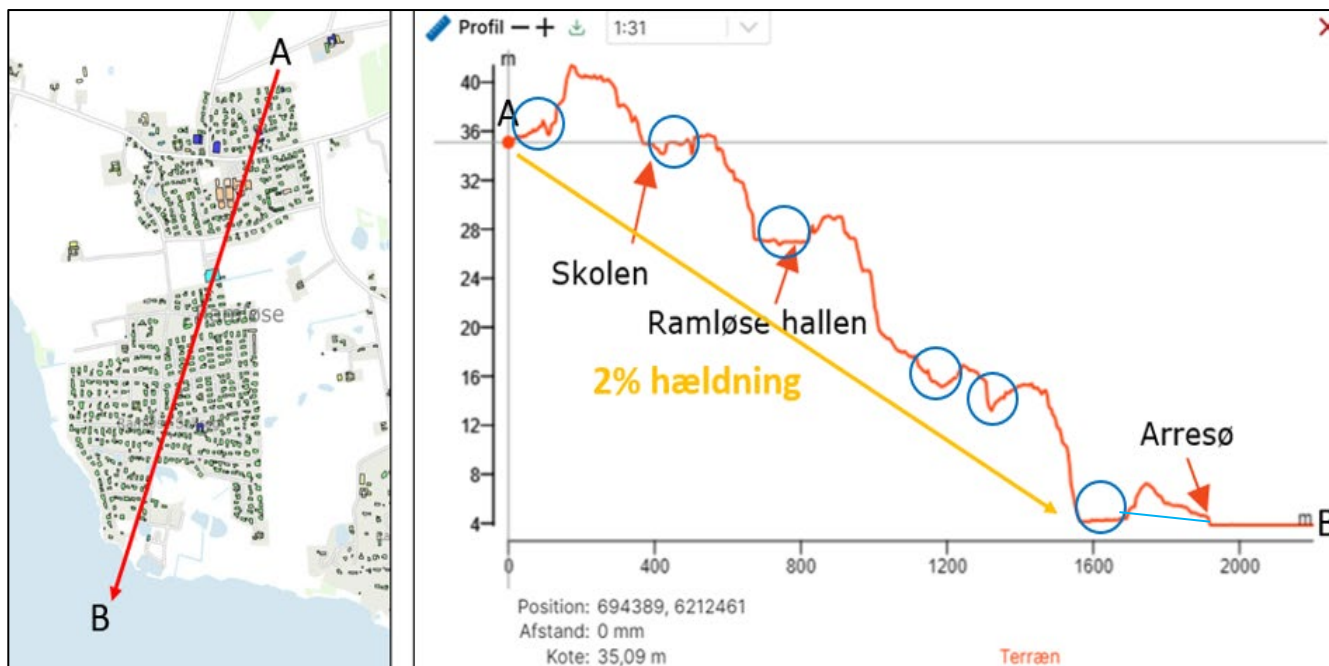 A
Ramløse
B
Profil
1:31
m
40
A
36
32
28
24
20
16
12
8
4
Skolen
Ramløse hallen
2% hældning
Arresø
m
B
0
400
800
1200
1600
2000
Position: 694389, 6212461
Afstand: 0 mm
Kote: 35,09 m
Terræn